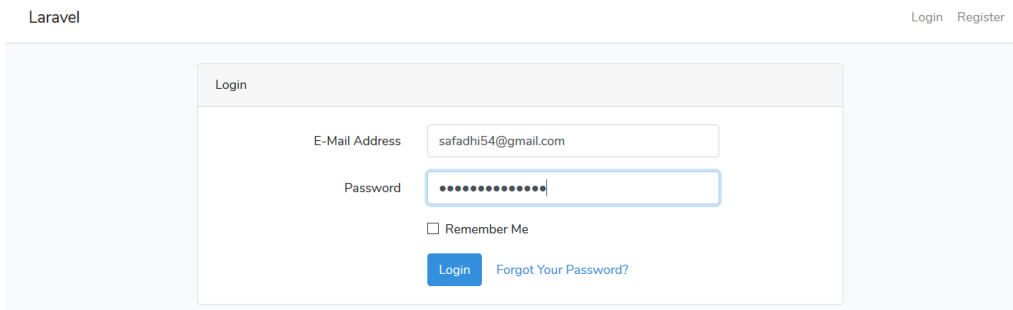 Laravel Login Register
Login
E-Mail Address safadhi54@gmail.com
Password ••••••••••••••
Remember Me
Login Forgot Your Password?